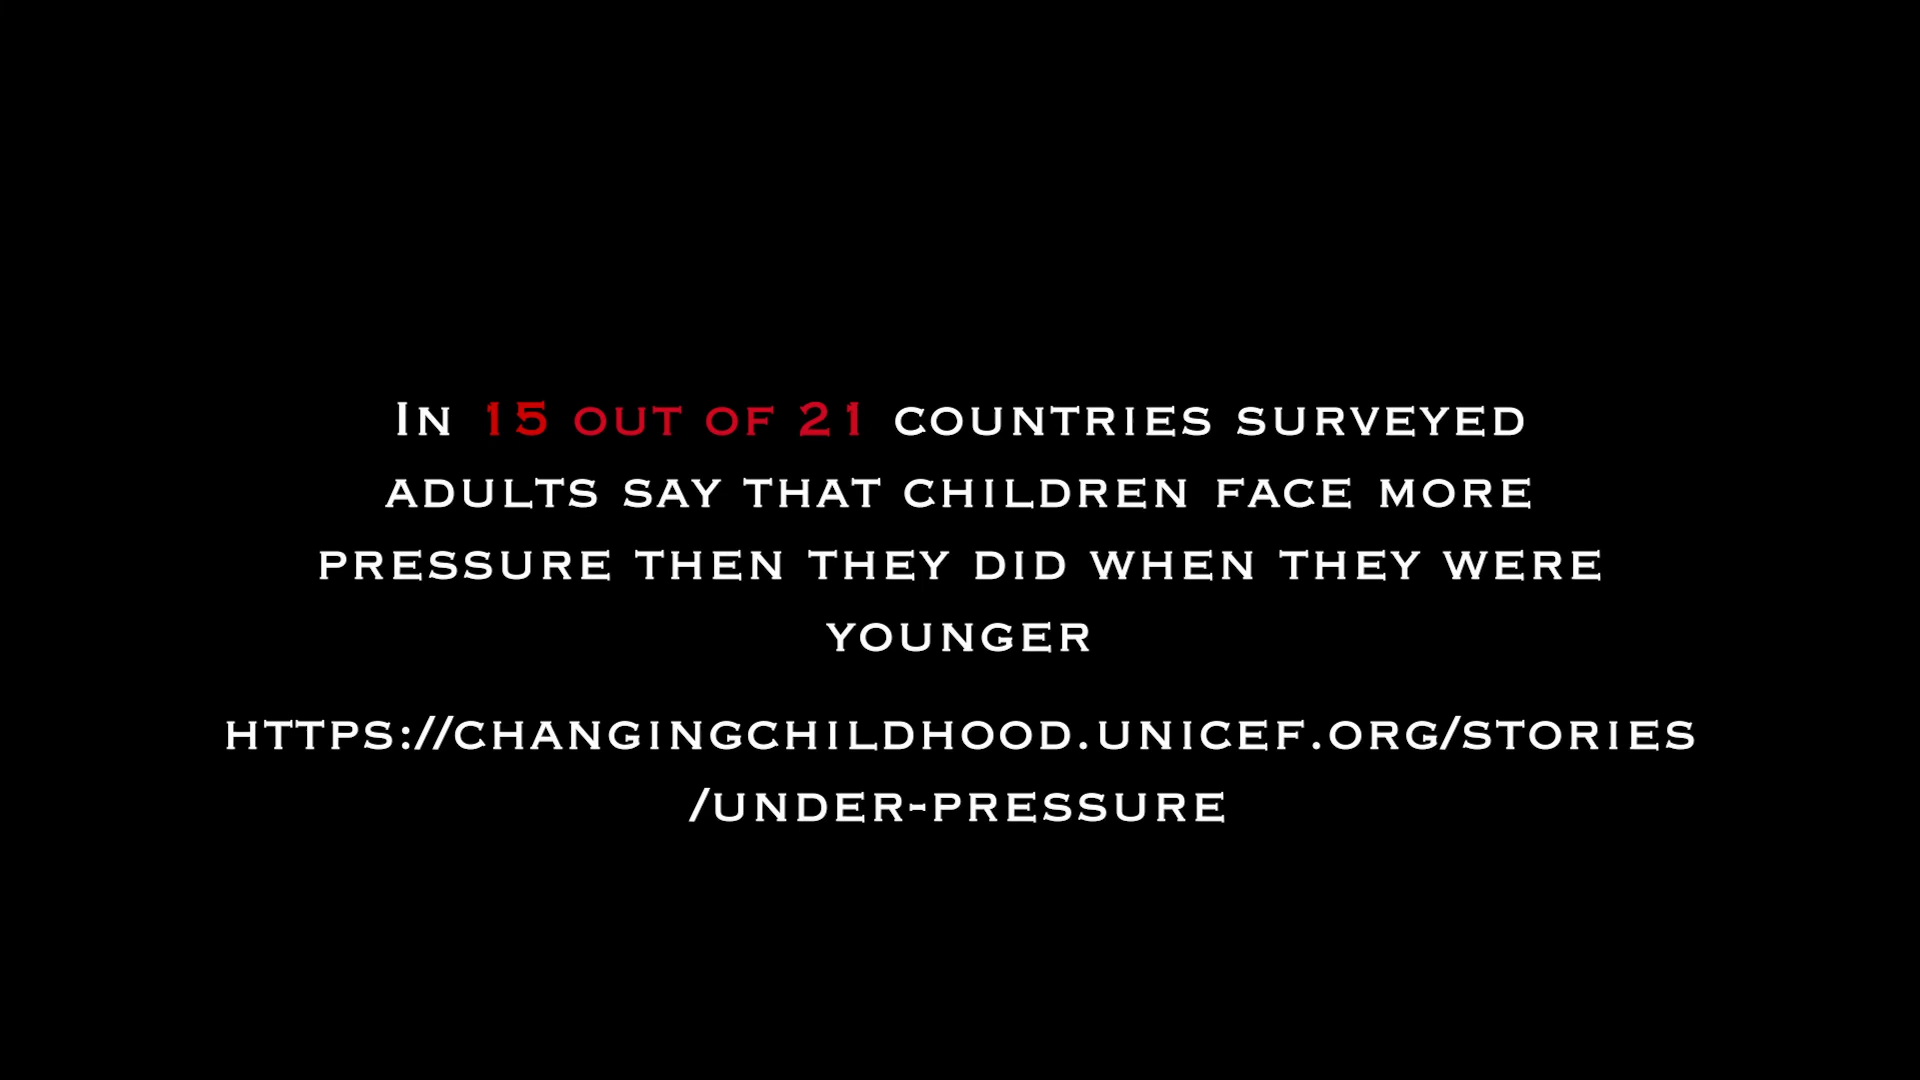 In 15 out of 21 countries surveyed
adults say that children face more
pressure then they did when they were
younger
https://changingchildhood.unicef.org/stories
/under-pressure